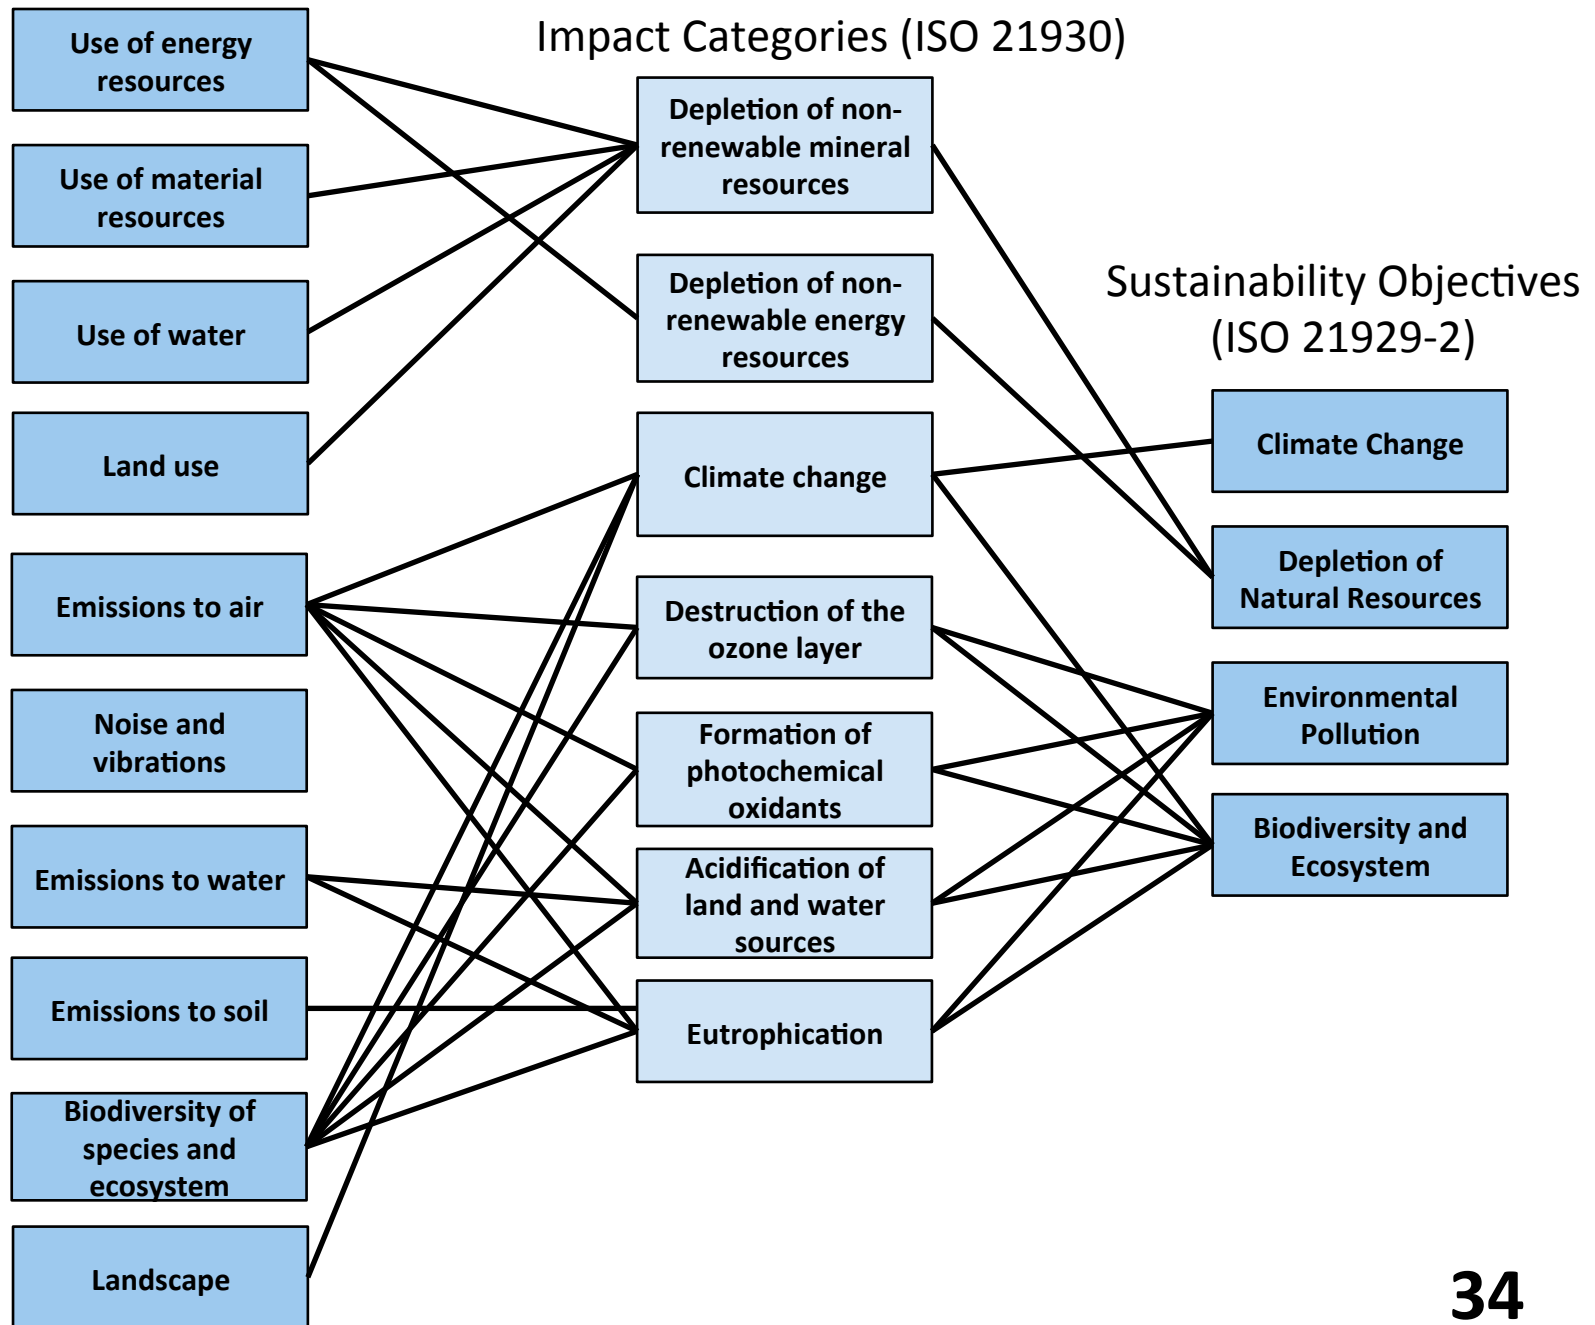 Use of energy
resources
Use of material
resources
Use of water
Land use
Emissions to air
Noise and
vibrations
Emissions to water
Emissions to soil
Biodiversity of
species and
ecosystem
Landscape
Impact Categories (ISO 21930)
Depletion of non-
renewable mineral
resources
Depletion of non-
renewable energy
resources
Climate change
Destruction of the
ozone layer
Formation of
photochemical
oxidants
Acidification of
land and water
sources
Eutrophication
Sustainability Objectives
(ISO 21929-2)
Climate Change
Depletion of
Natural Resources
Environmental
Pollution
Biodiversity and
Ecosystem
34